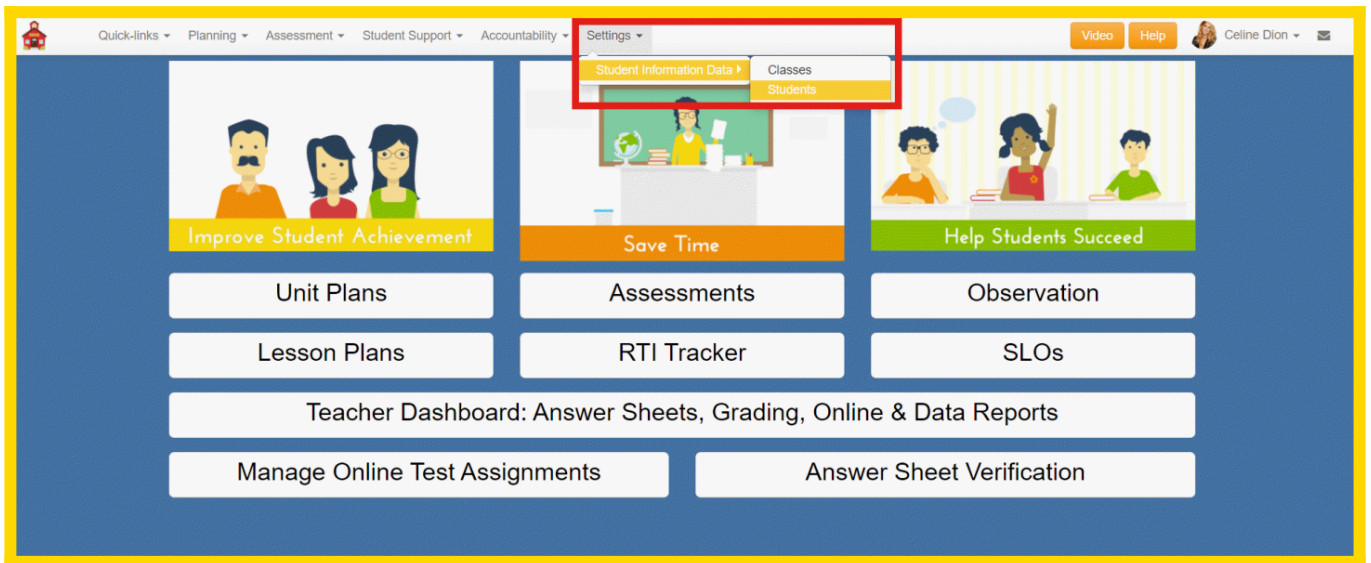 Quick-links Planning Assessment Student Support Accountability Settings Video Help Celine Dion
Student Information Data Classes
Students
Improve Student Achievement
Save Time
Help Students Succeed
Unit Plans Assessments Observation
Lesson Plans RTI Tracker SLOs
Teacher Dashboard: Answer Sheets, Grading, Online & Data Reports
Manage Online Test Assignments Answer Sheet Verification